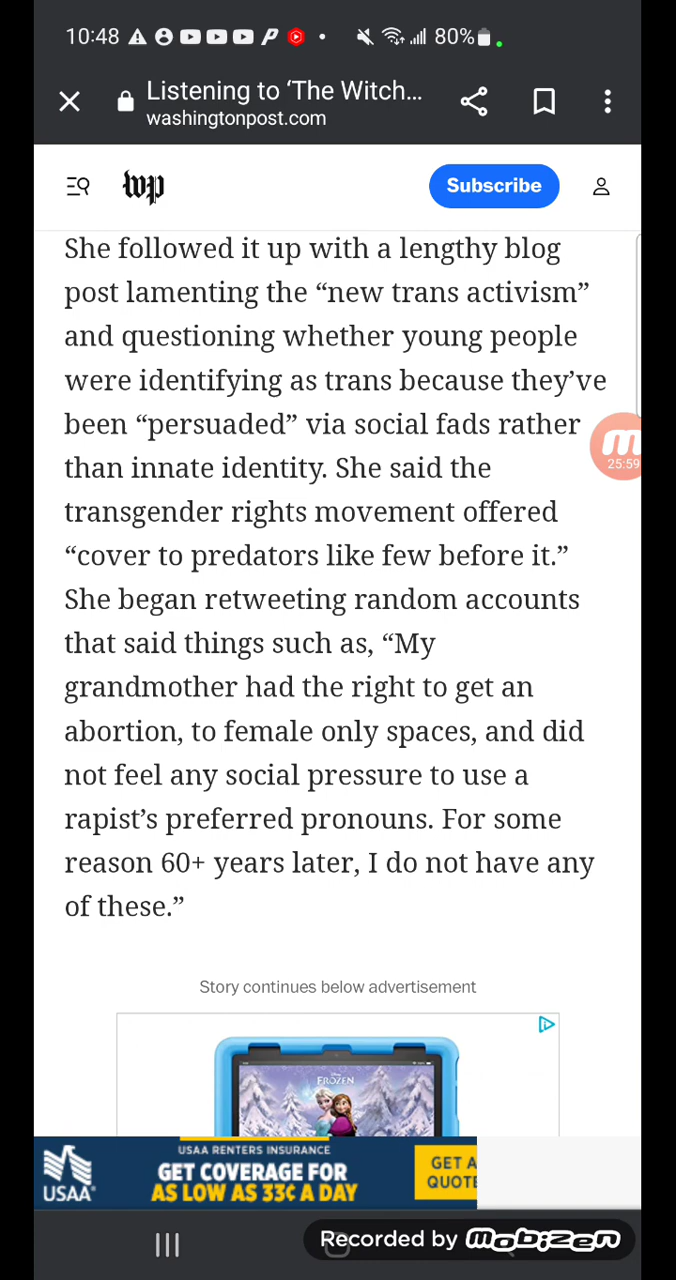 10:48
80%
Listening to ‘The Witch...
washingtonpost.com
wp
Subscribe
She followed it up with a lengthy blog
post lamenting the “new trans activism”
and questioning whether young people
were identifying as trans because they’ve
been “persuaded” via social fads rather
than innate identity. She said the
transgender rights movement offered
“cover to predators like few before it.”
She began retweeting random accounts
that said things such as, “My
grandmother had the right to get an
abortion, to female only spaces, and did
not feel any social pressure to use a
rapist’s preferred pronouns. For some
reason 60+ years later, I do not have any
of these.”
m
25:59
Story continues below advertisement
FROZEN
USAA
USAA RENTERS INSURANCE
GET COVERAGE FOR
AS LOW AS 33¢ A DAY
GET A
QUOTE
Recorded by mobizen